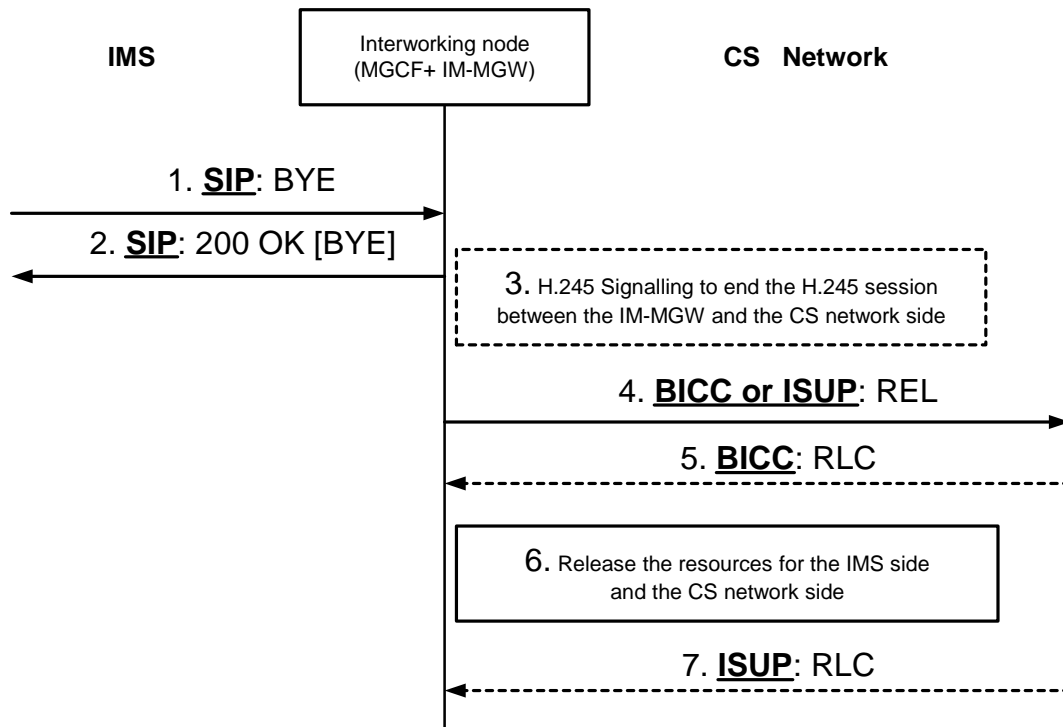 IMS
Interworking node
(MGCF+ IM-MGW)
CS Network
1. SIP: BYE
2. SIP: 200 OK [BYE]
3. H.245 Signalling to end the H.245 session
between the IM-MGW and the CS network side
4. BICC or ISUP: REL
5. BICC: RLC
6. Release the resources for the IMS side
and the CS network side
7. ISUP: RLC